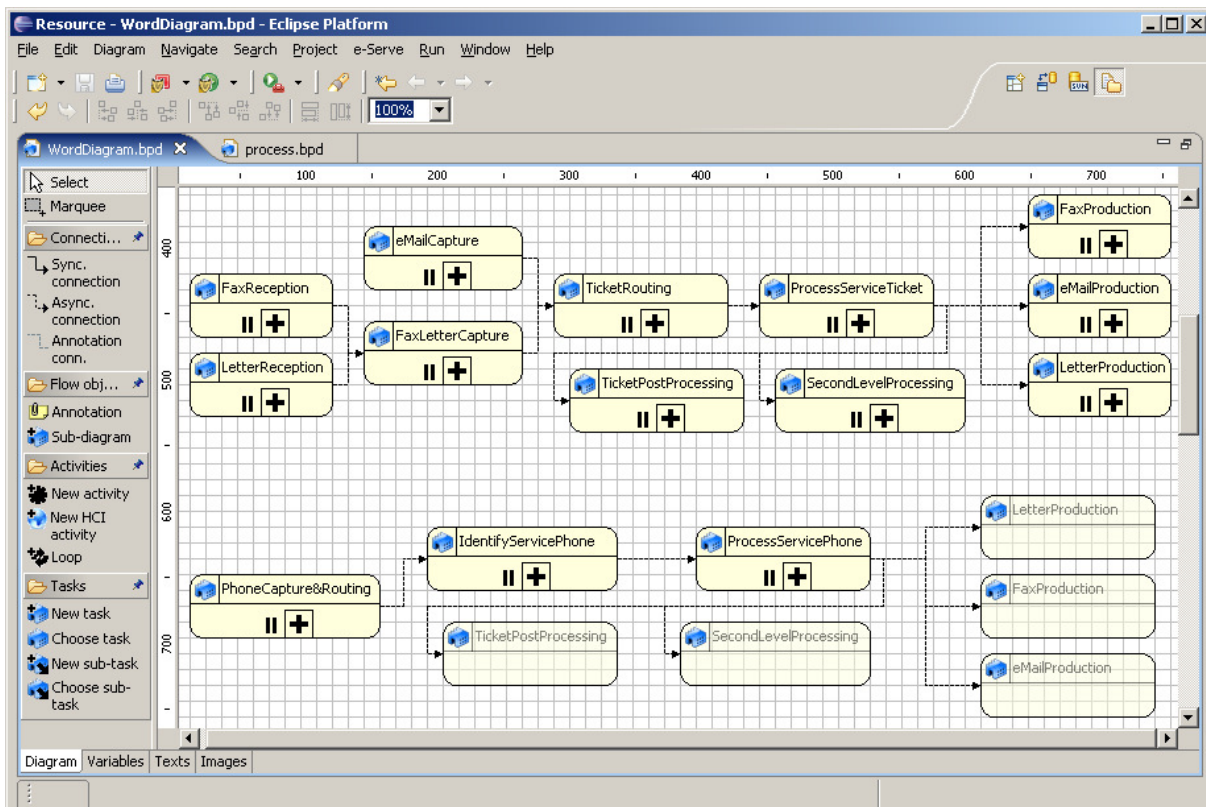 Resource - WordDiagram.bpd - Eclipse Platform
File Edit Diagram Navigate Search Project e-Serve Run Window Help
SUN
100%
WordDiagram.bpd process.bpd
Select
Marquee
Connecti...
Sync.
connection
Async.
connection
Annotation
conn.
Flow obj...
Annotation
Sub-diagram
Activities
New activity
New HCI
activity
Loop
Tasks
New task
Choose task
New sub-task
Choose sub-
task
100 200 300 400 500 600 700
400
500
600
700
FaxProduction
eMailCapture
FaxReception
TicketRouting
ProcessServiceTicket
eMailProduction
FaxLetterCapture
LetterReception
LetterProduction
TicketPostProcessing
SecondLevelProcessing
LetterProduction
IdentifyServicePhone
ProcessServicePhone
PhoneCapture&Routing
FaxProduction
TicketPostProcessing
SecondLevelProcessing
eMailProduction
Diagram Variables Texts Images